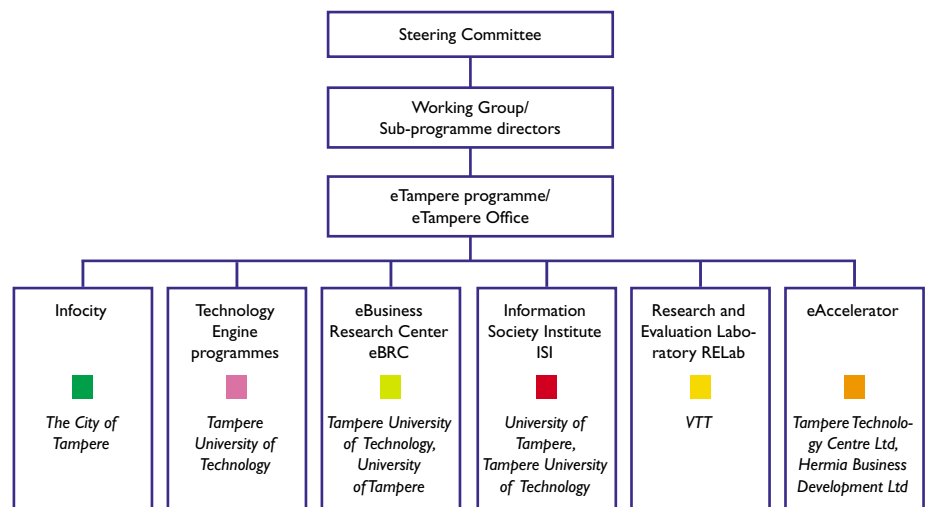 Steering Committee
Working Group/
Sub-programme directors
eTampere programme/
eTampere Office
Infocity
The City of
Tampere
Technology
Engine
programmes
Tampere
University of
Technology
eBusiness
Research Center
eBRC
Tampere University
of Technology,
University
of Tampere
Information
Society Institute
ISI
University of
Tampere,
Tampere University
of Technology
Research and
Evaluation Labo-
ratory RELab
VTT
eAccelerator
Tampere Technolo-
gy Centre Ltd,
Hermia Business
Development Ltd